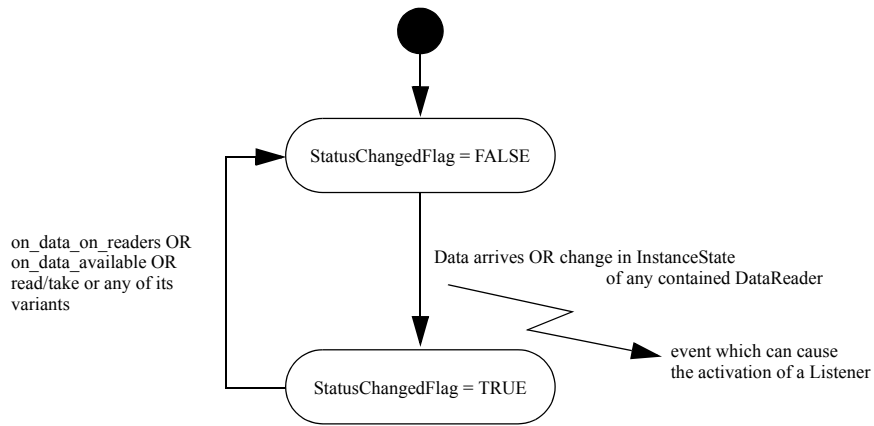 StatusChangedFlag = FALSE
on_data_on_readers OR
on_data_available OR
read/take or any of its
variants
Data arrives OR change in InstanceState
of any contained DataReader
event which can cause
the activation of a Listener
StatusChangedFlag = TRUE